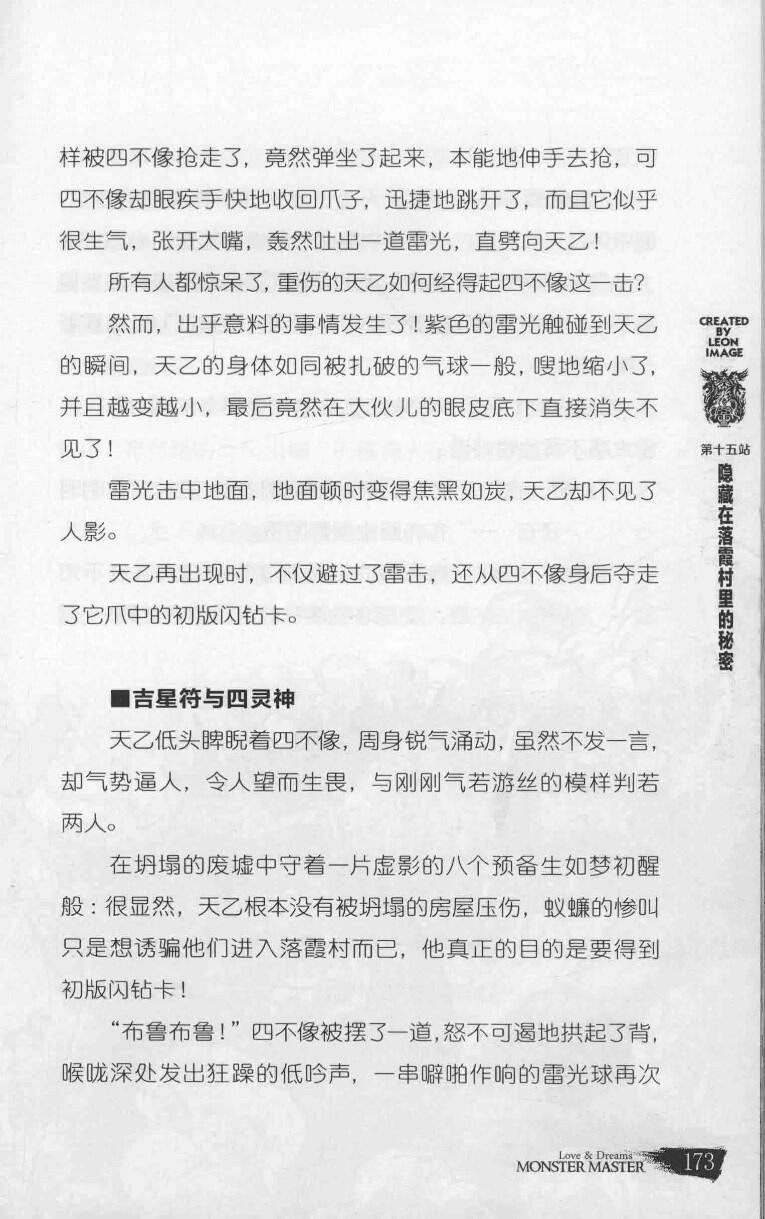 样被四不像抢走了，竟然弹坐了起来，本能地伸手去抢，可
四不像却眼疾手快地收回爪子，迅捷地跳开了，而且它似乎
很生气，张开大嘴，轰然吐出一道雷光，直劈向天乙！
所有人都惊呆了，重伤的天乙如何经得起四不像这一击？
然而，出乎意料的事情发生了！紫色的雷光触碰到天乙
的瞬间，天乙的身体如同被扎破的气球一般，嗖地缩小了，
并且越变越小，最后竟然在大伙儿的眼皮底下直接消失不
见了！
雷光击中地面，地面顿时变得焦黑如炭，天乙却不见了
人影。
天乙再出现时，不仅避过了雷击，还从四不像身后夺走
了它爪中的初版闪钻卡。
■吉星符与四灵神
天乙低头睥睨着四不像，周身锐气涌动，虽然不发一言，
却气势逼人，令人望而生畏，与刚刚气若游丝的模样判若
两人。
在坍塌的废墟中守着一片虚影的八个预备生如梦初醒
般：很显然，天乙根本没有被坍塌的房屋压伤，蚁蠊的惨叫
只是想诱骗他们进入落霞村而已，他真正的目的是要得到
初版闪钻卡！
“布鲁布鲁！”四不像被摆了一道，怒不可遏地拱起了背，
喉咙深处发出狂躁的低吟声，一串噼啪作响的雷光球再次
CREATED
BY
LEON
IMAGE
第十五站
隐藏在落霞村里的秘密
Love & Dreams
MONSTER MASTER
173